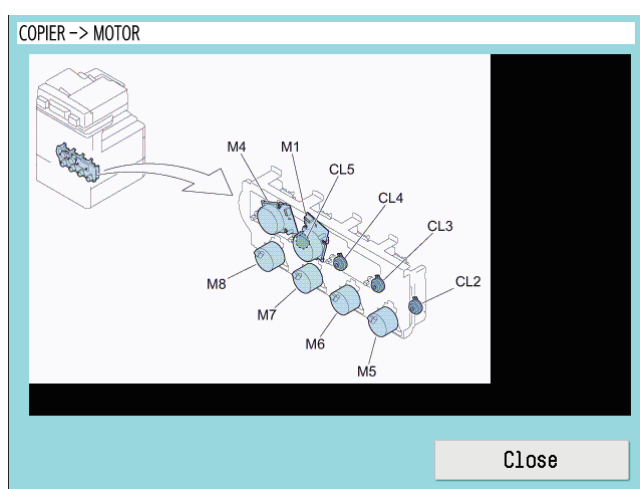 COPIER -> MOTOR
M4
M1
CL5
CL4
CL3
CL2
M8
M7
M6
M5
Close